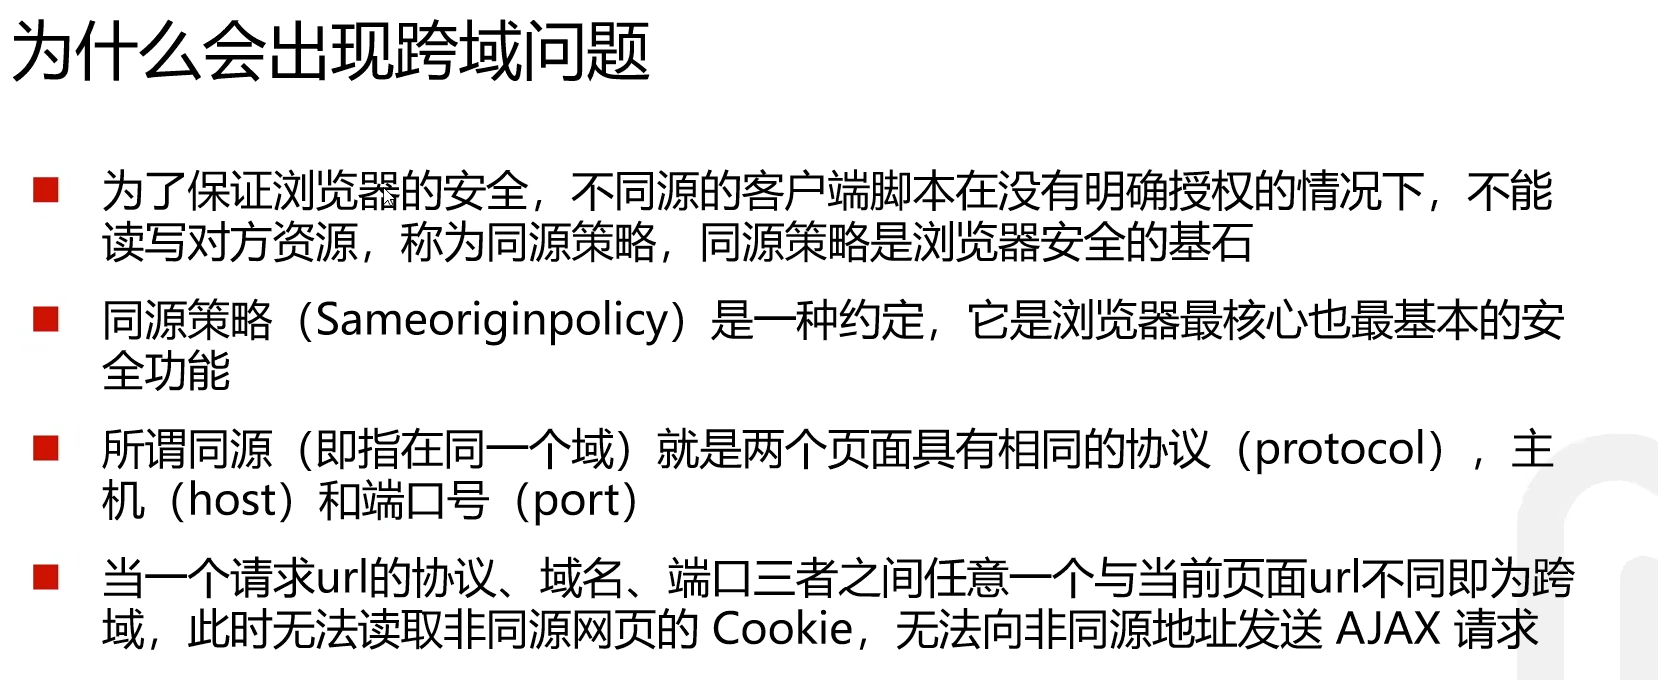 为什么会出现跨域问题
为了保证浏览器的安全，不同源的客户端脚本在没有明确授权的情况下，不能
读写对方资源，称为同源策略，同源策略是浏览器安全的基石
同源策略（Sameoriginpolicy）是一种约定，它是浏览器最核心也最基本的安
全功能
所谓同源（即指在同一个域）就是两个页面具有相同的协议（protocol），主
机（host）和端口号（port）
当一个请求url的协议、域名、端口三者之间任意一个与当前页面url不同即为跨
域，此时无法读取非同源网页的 Cookie，无法向非同源地址发送 AJAX 请求